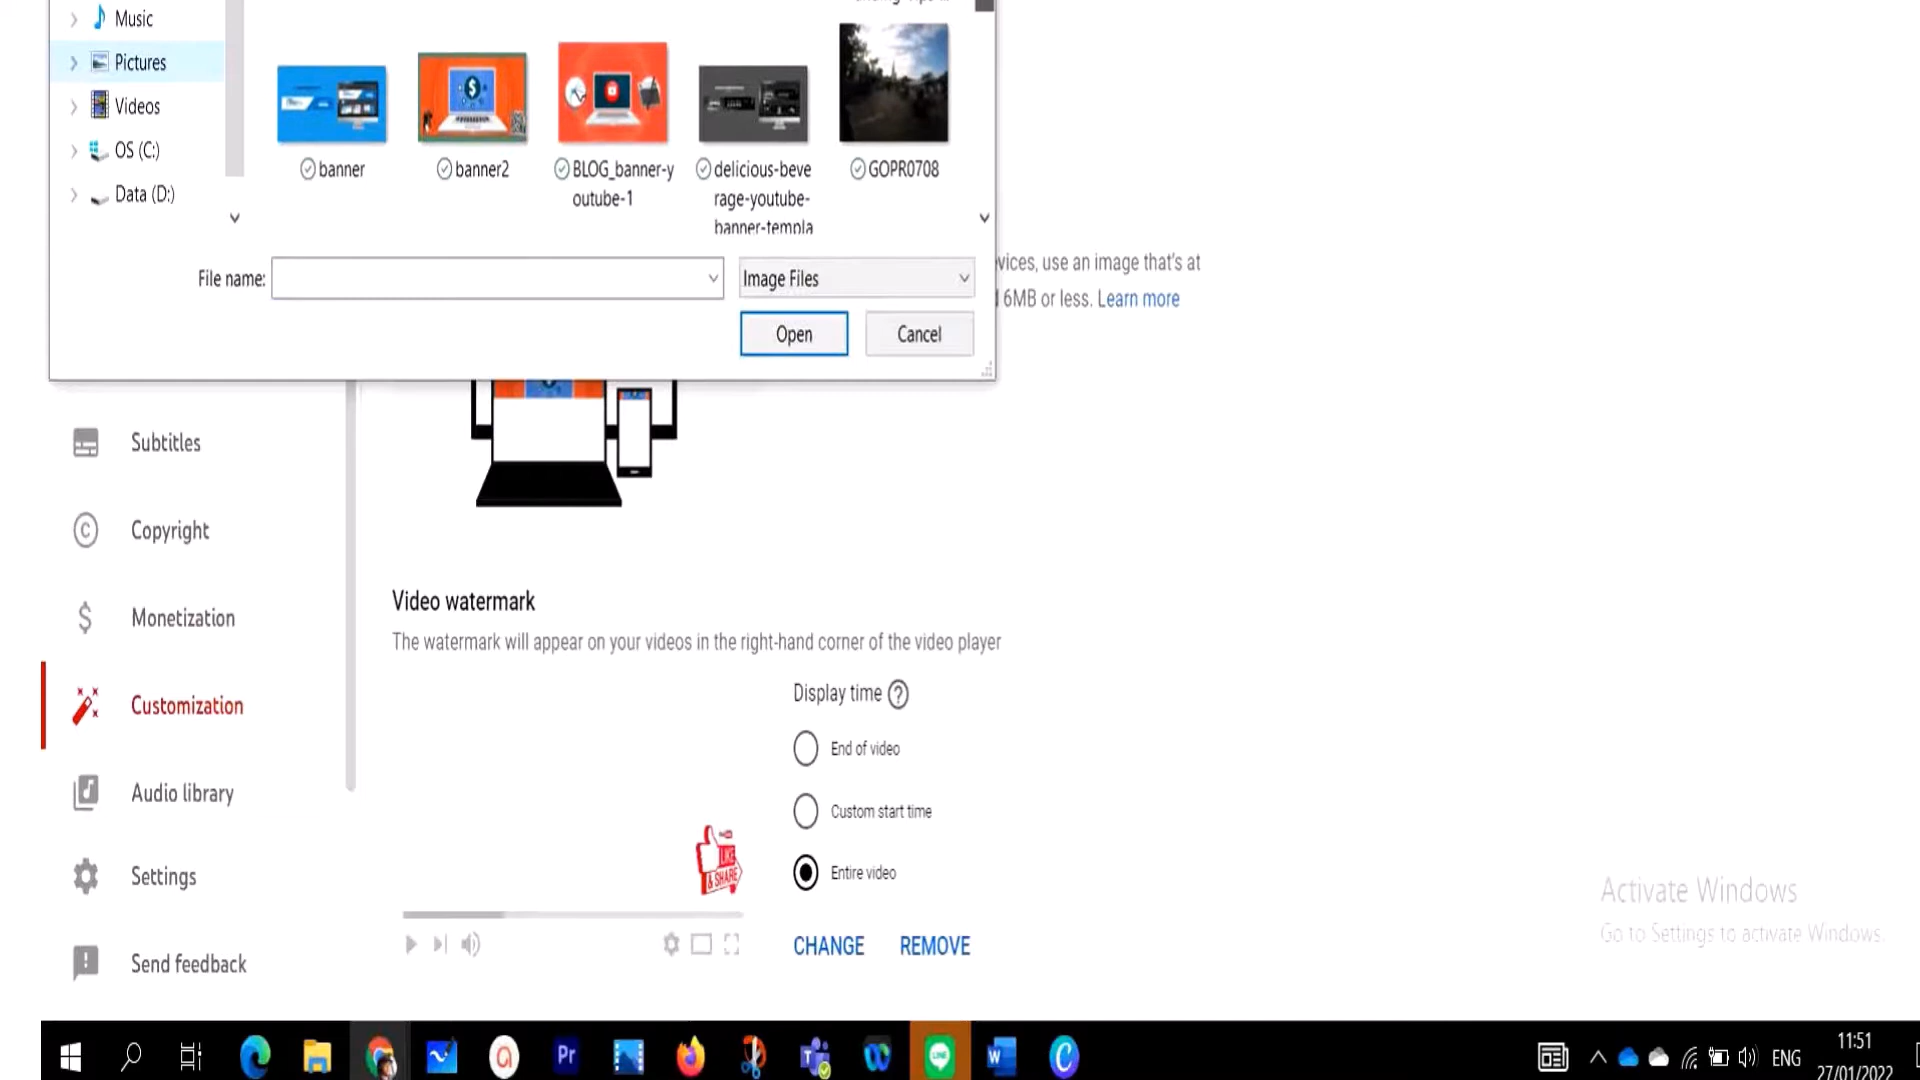 Music
Pictures
Videos
OS (C:)
Data (D:)
banner
banner2
BLOG_banner-y
outube-1
delicious-beve
rage-youtube-
banner-templa
GOPR0708
File name:
Image Files
Open
Cancel
vices, use an image that's at
6MB or less. Learn more
Subtitles
Copyright
Monetization
Customization
Audio library
Settings
Send feedback
Video watermark
The watermark will appear on your videos in the right-hand corner of the video player
Display time
End of video
Custom start time
Entire video
LIKE
& SHARE
CHANGE
REMOVE
Activate Windows
Go to Settings to activate Windows.
Pr
LINE
ENG
11:51
27/01/2022